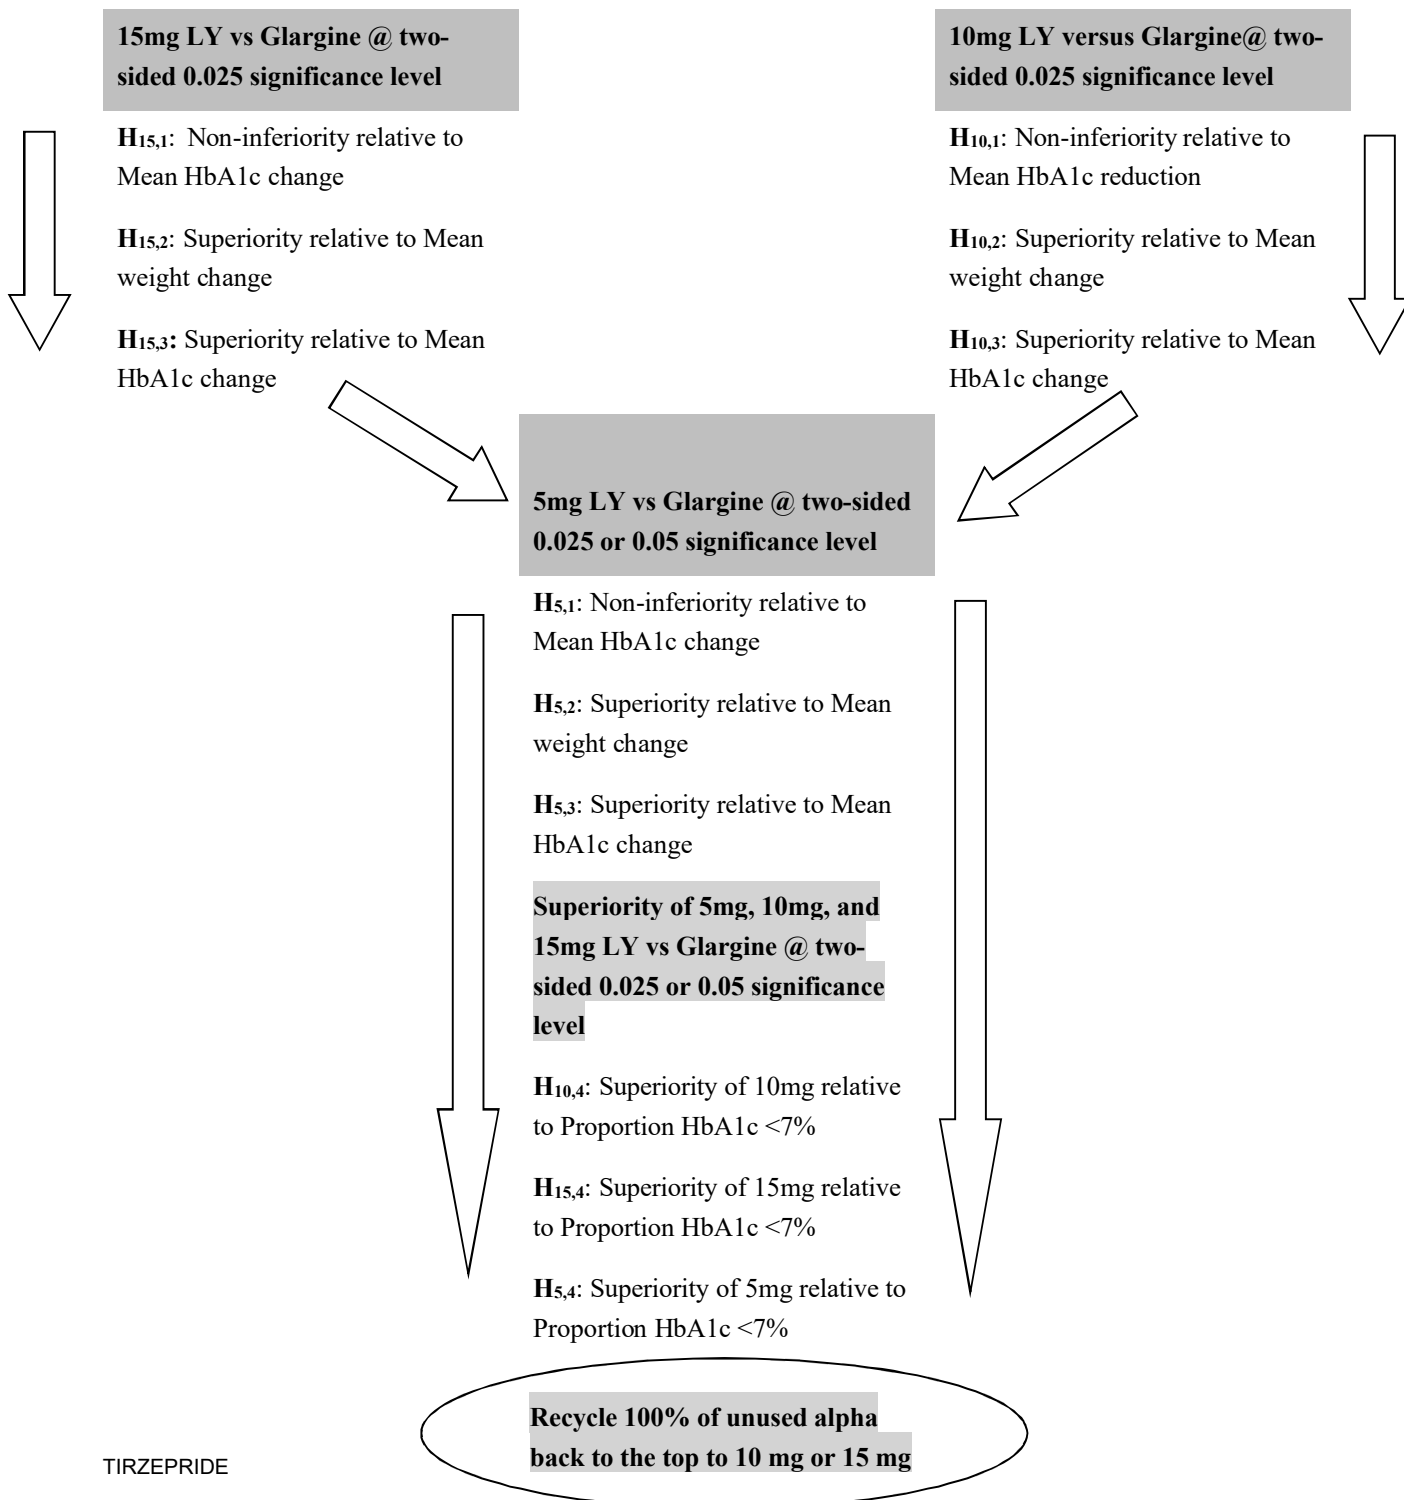 15mg LY vs Glargine @ two-
sided 0.025 significance level
H15,1: Non-inferiority relative to
Mean HbA1c change
H15,2: Superiority relative to Mean
weight change
H15,3: Superiority relative to Mean
HbA1c change
10mg LY versus Glargine@ two-
sided 0.025 significance level
H10,1: Non-inferiority relative to
Mean HbA1c reduction
H10,2: Superiority relative to Mean
weight change
H10,3: Superiority relative to Mean
HbA1c change
5mg LY vs Glargine @ two-sided
0.025 or 0.05 significance level
H5,1: Non-inferiority relative to
Mean HbA1c change
H5,2: Superiority relative to Mean
weight change
H5,3: Superiority relative to Mean
HbA1c change
Superiority of 5mg, 10mg, and
15mg LY vs Glargine @ two-
sided 0.025 or 0.05 significance
level
H10,4: Superiority of 10mg relative
to Proportion HbA1c <7%
H15,4: Superiority of 15mg relative
to Proportion HbA1c <7%
H5,4: Superiority of 5mg relative to
Proportion HbA1c <7%
Recycle 100% of unused alpha
back to the top to 10 mg or 15 mg
TIRZEPRIDE